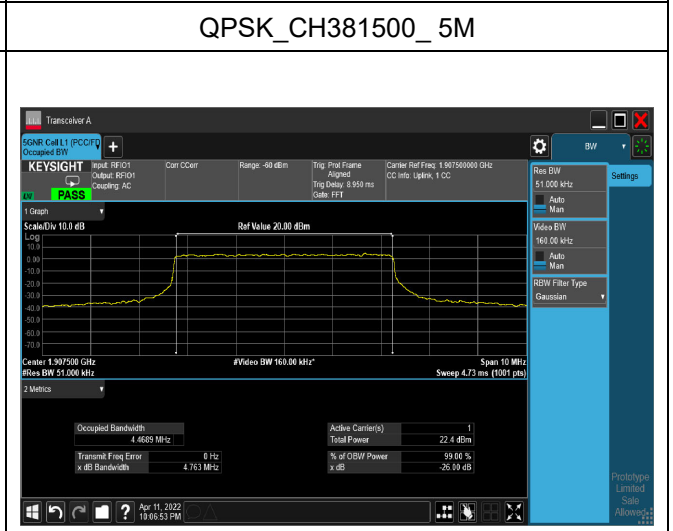 QPSK_CH381500_ 5M
Transceiver A
5GNR Cell L1 (PCC/FD
Occupied BW
BW
KEYSIGHT
PASS
Input: RFIO1
Output: RFIO1
Coupling: AC
Corr CCorr
Range: -60 dBm
Trig: Prot Frame
Aligned
Trig Delay: 8.950 ms
Gate: FFT
Carrier Ref Freq: 1.907500000 GHz
CC Info: Uplink, 1 CC
Res BW
51.000 kHz
Auto
Man
Settings
Video BW
160.00 kHz
Auto
Man
RBW Filter Type
Gaussian
1 Graph
Scale/Div 10.0 dB
Ref Value 20.00 dBm
Log
10.0
0.00
-10.0
-20.0
-30.0
-40.0
-50.0
-60.0
-70.0
Center 1.907500 GHz
#Video BW 160.00 kHz*
Span 10 MHz
#Res BW 51.000 kHz
Sweep 4.73 ms (1001 pts)
2 Metrics
Occupied Bandwidth
4.4689 MHz
Transmit Freq Error 0 Hz
x dB Bandwidth 4.763 MHz
Active Carrier(s) 1
Total Power 22.4 dBm
% of OBW Power 99.00 %
x dB -26.00 dB
Prototype
Limited
Sale
Allowed
Apr 11, 2022
10:06:53 PM